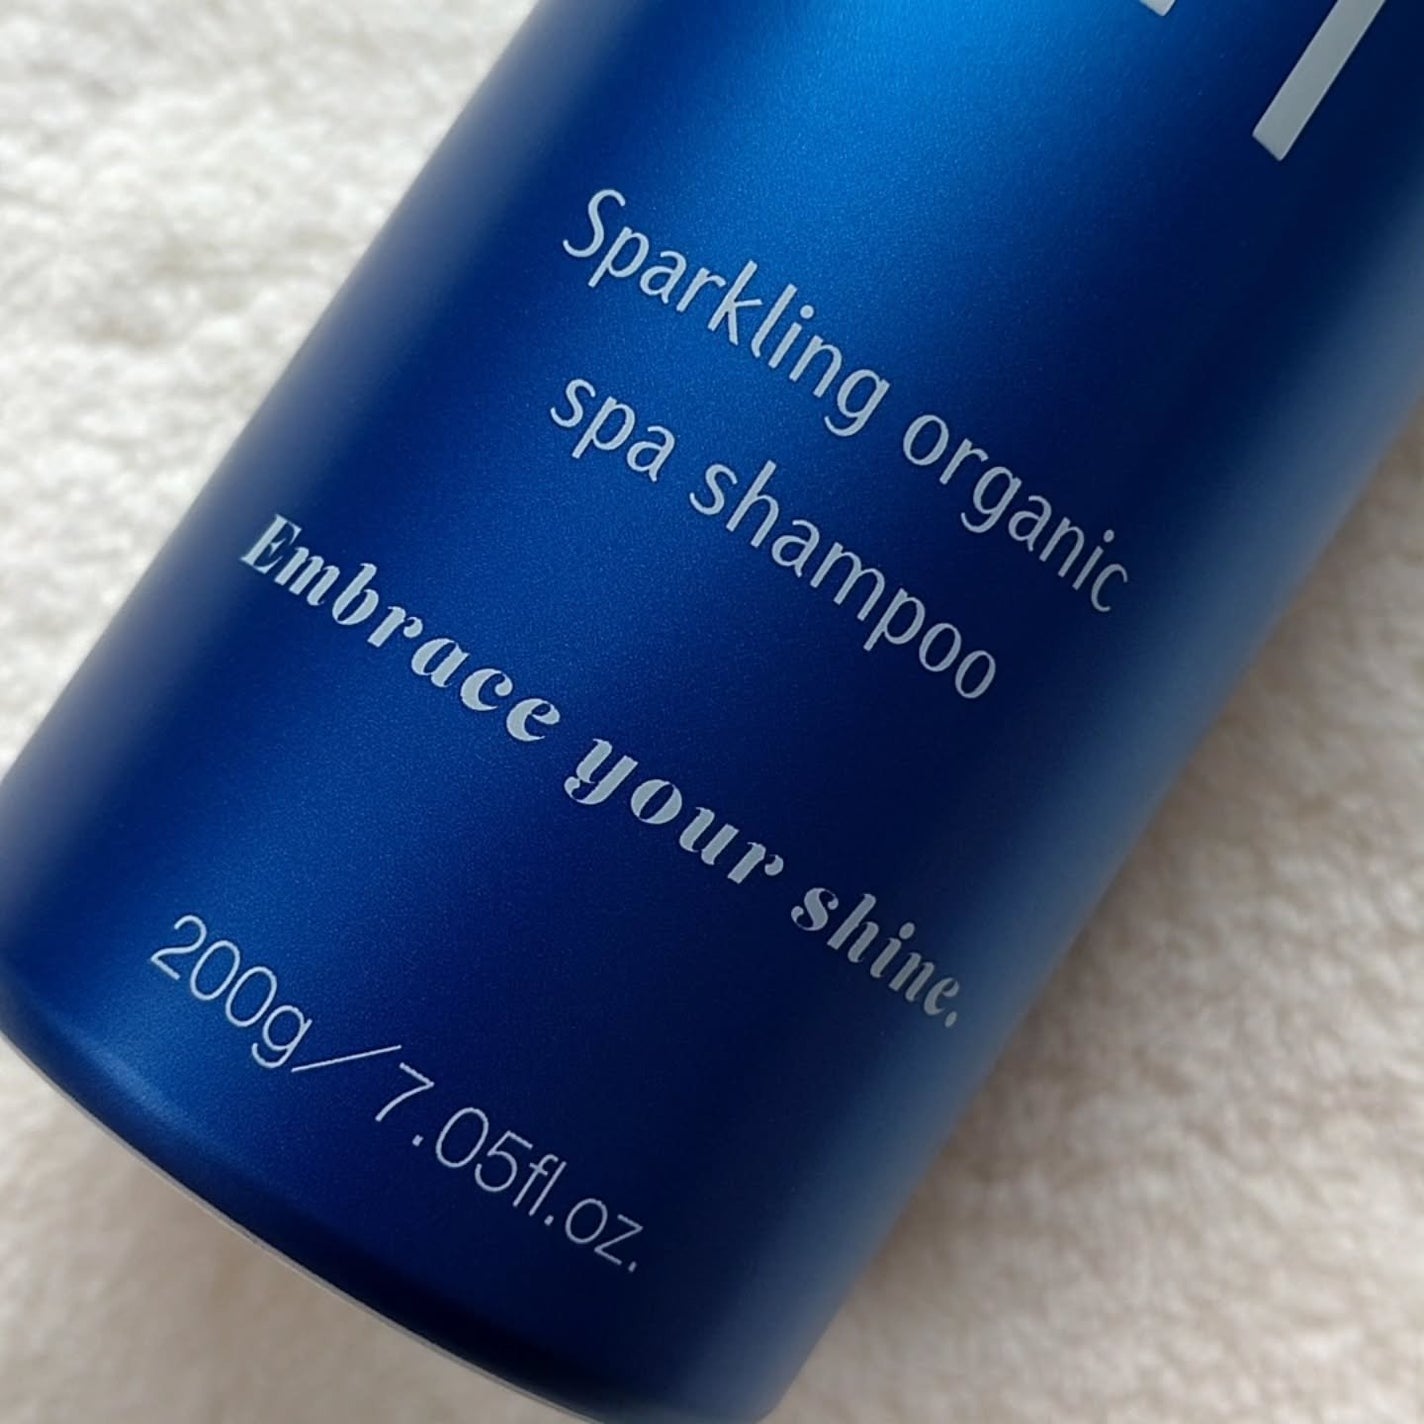 Sparkling organic
spa shampoo
Embrace your shine.
200g/7.05fl.oz.